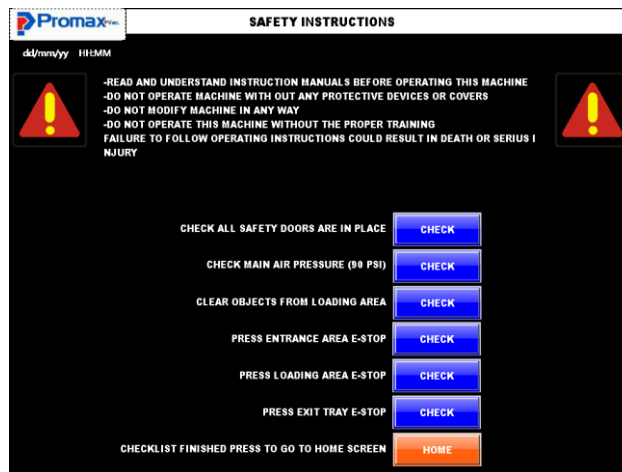 Promax Vac.
SAFETY INSTRUCTIONS
dd/mm/yy HH:MM
-READ AND UNDERSTAND INSTRUCTION MANUALS BEFORE OPERATING THIS MACHINE
-DO NOT OPERATE MACHINE WITH OUT ANY PROTECTIVE DEVICES OR COVERS
-DO NOT MODIFY MACHINE IN ANY WAY
-DO NOT OPERATE THIS MACHINE WITHOUT THE PROPER TRAINING
FAILURE TO FOLLOW OPERATING INSTRUCTIONS COULD RESULT IN DEATH OR SERIUS I
NJURY
CHECK ALL SAFETY DOORS ARE IN PLACE CHECK
CHECK MAIN AIR PRESSURE (90 PSI) CHECK
CLEAR OBJECTS FROM LOADING AREA CHECK
PRESS ENTRANCE AREA E-STOP CHECK
PRESS LOADING AREA E-STOP CHECK
PRESS EXIT TRAY E-STOP CHECK
CHECKLIST FINISHED PRESS TO GO TO HOME SCREEN HOME